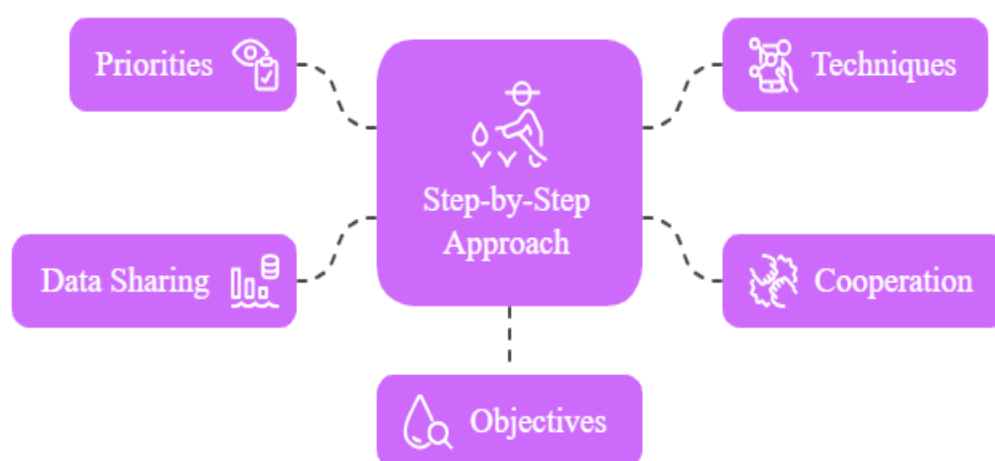 Priorities
Techniques
Step-by-Step
Approach
Data Sharing
Cooperation
Objectives